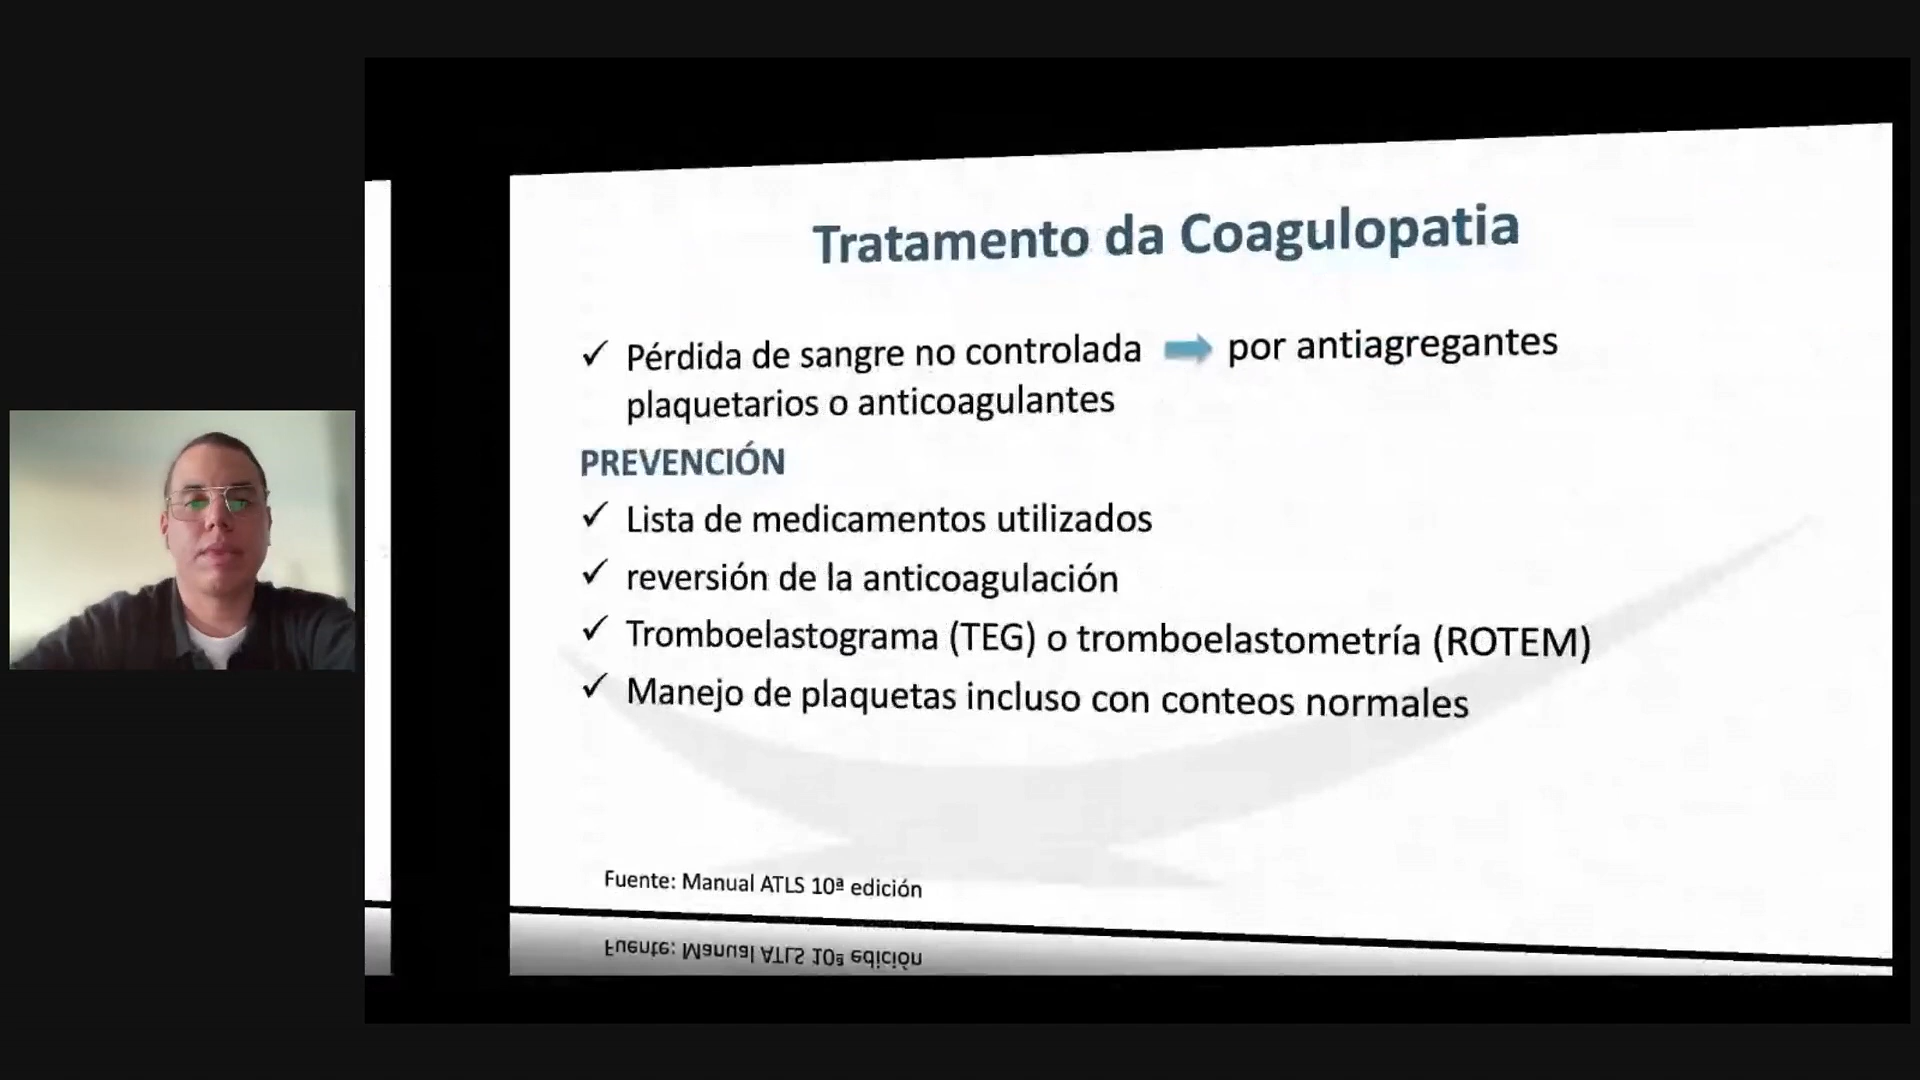 Tratamento da Coagulopatia
✓ Pérdida de sangre no controlada ➡ por antiagregantes
plaquetarios o anticoagulantes
PREVENCIÓN
✓ Lista de medicamentos utilizados
✓ reversión de la anticoagulación
✓ Tromboelastograma (TEG) o tromboelastometría (ROTEM)
✓ Manejo de plaquetas incluso con conteos normales
Fuente: Manual ATLS 10ª edición
Fuente: Manual ATLS 10ª edición